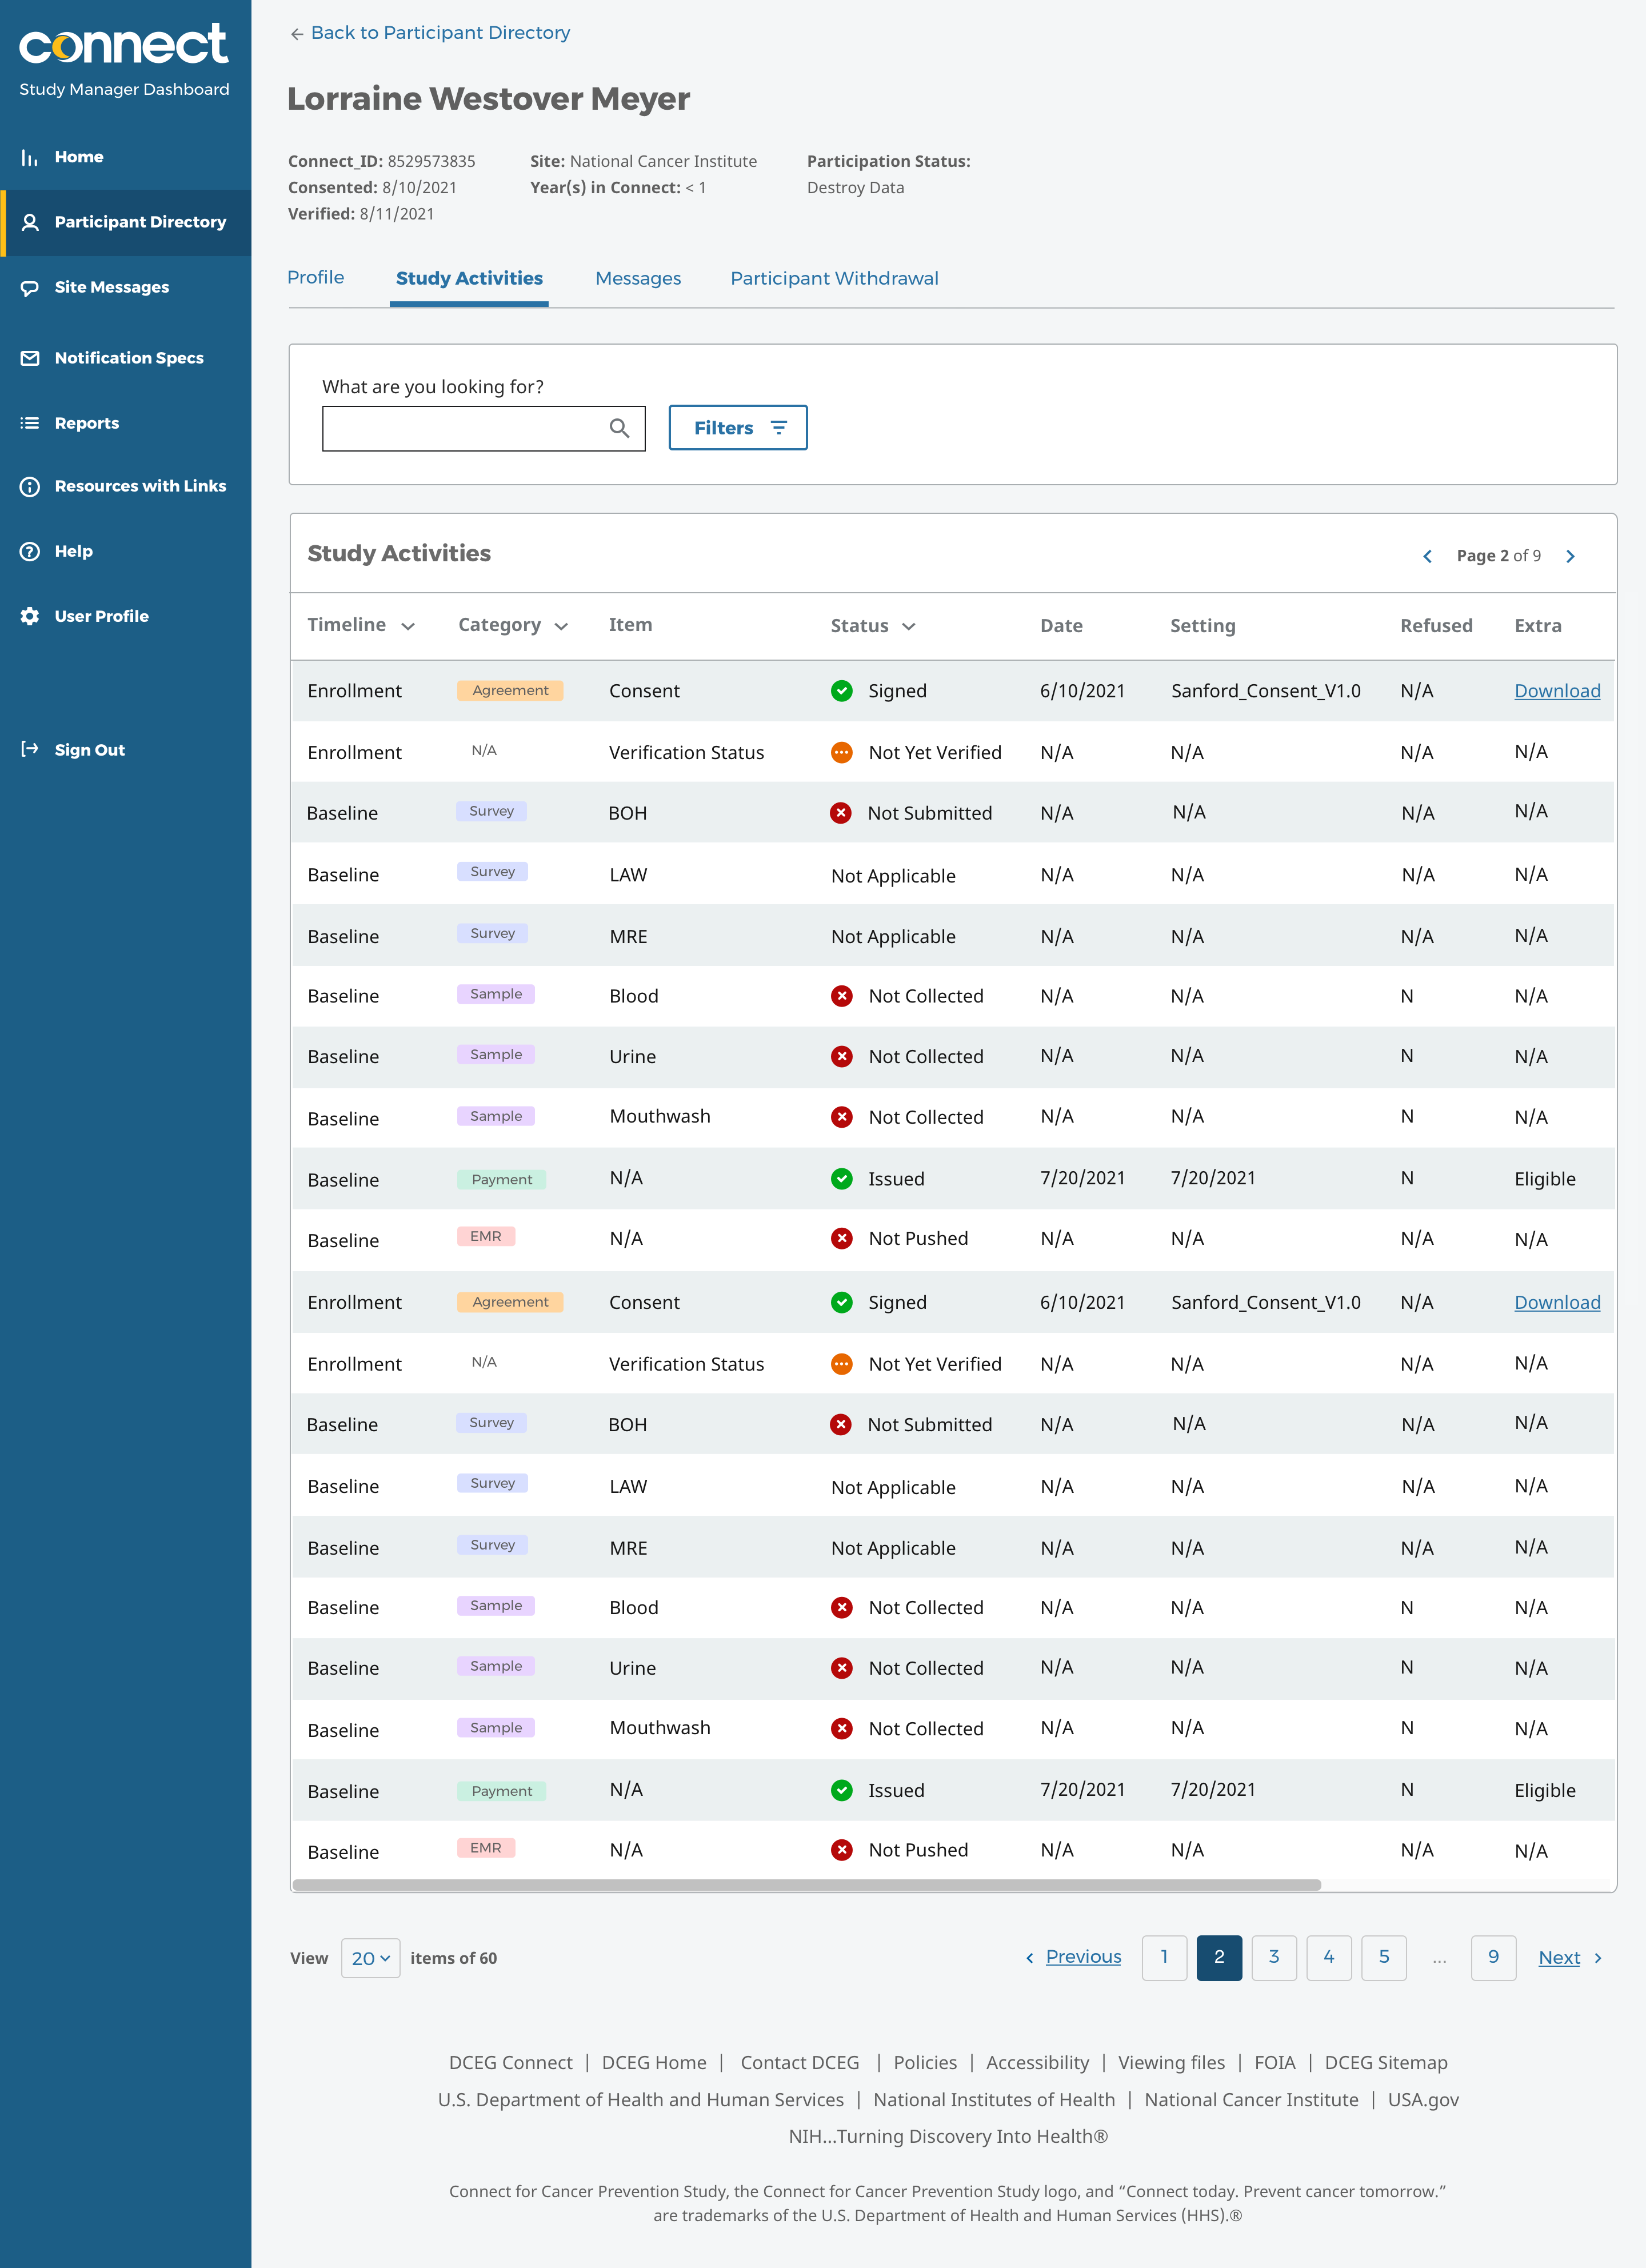 connect
Study Manager Dashboard
Home
Participant Directory
Site Messages
Notification Specs
Reports
Resources with Links
Help
User Profile
Sign Out
← Back to Participant Directory
Lorraine Westover Meyer
Connect_ID: 8529573835 Site: National Cancer Institute Participation Status:
Consented: 8/10/2021 Year(s) in Connect: < 1 Destroy Data
Verified: 8/11/2021
Profile Study Activities Messages Participant Withdrawal
What are you looking for?
Filters
Study Activities Page 2 of 9
Timeline Category Item Status Date Setting Refused Extra
Enrollment Agreement Consent Signed 6/10/2021 Sanford_Consent_V1.0 N/A Download
Enrollment N/A Verification Status Not Yet Verified N/A N/A N/A N/A
Baseline Survey BOH Not Submitted N/A N/A N/A N/A
Baseline Survey LAW Not Applicable N/A N/A N/A N/A
Baseline Survey MRE Not Applicable N/A N/A N/A N/A
Baseline Sample Blood Not Collected N/A N/A N N/A
Baseline Sample Urine Not Collected N/A N/A N N/A
Baseline Sample Mouthwash Not Collected N/A N/A N N/A
Baseline Payment N/A Issued 7/20/2021 7/20/2021 N Eligible
Baseline EMR N/A Not Pushed N/A N/A N/A N/A
Enrollment Agreement Consent Signed 6/10/2021 Sanford_Consent_V1.0 N/A Download
Enrollment N/A Verification Status Not Yet Verified N/A N/A N/A N/A
Baseline Survey BOH Not Submitted N/A N/A N/A N/A
Baseline Survey LAW Not Applicable N/A N/A N/A N/A
Baseline Survey MRE Not Applicable N/A N/A N/A N/A
Baseline Sample Blood Not Collected N/A N/A N N/A
Baseline Sample Urine Not Collected N/A N/A N N/A
Baseline Sample Mouthwash Not Collected N/A N/A N N/A
Baseline Payment N/A Issued 7/20/2021 7/20/2021 N Eligible
Baseline EMR N/A Not Pushed N/A N/A N/A N/A
View 20 items of 60 Previous 1 2 3 4 5 ... 9 Next
DCEG Connect | DCEG Home | Contact DCEG | Policies | Accessibility | Viewing files | FOIA | DCEG Sitemap
U.S. Department of Health and Human Services | National Institutes of Health | National Cancer Institute | USA.gov
NIH...Turning Discovery Into Health®
Connect for Cancer Prevention Study, the Connect for Cancer Prevention Study logo, and “Connect today. Prevent cancer tomorrow.”
are trademarks of the U.S. Department of Health and Human Services (HHS).®